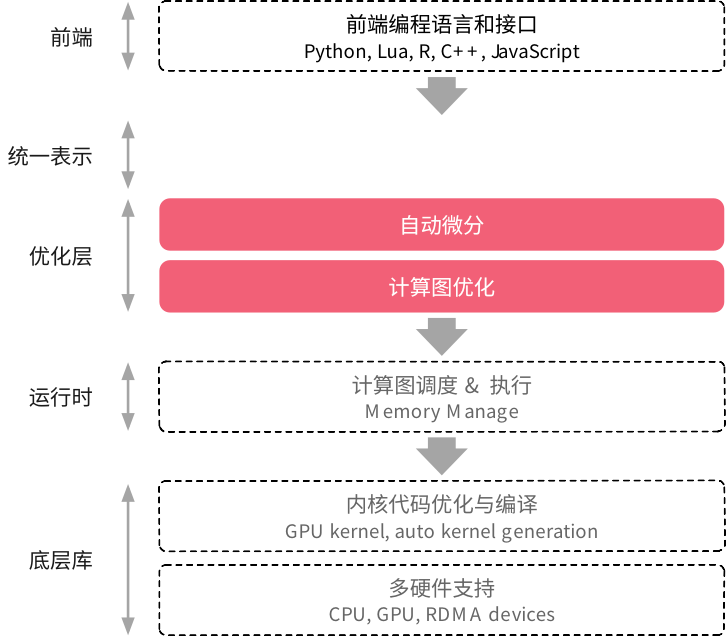 前端
前端编程语言和接口
Python, Lua, R, C++, JavaScript
统一表示
优化层
自动微分
计算图优化
运行时
计算图调度 & 执行
Memory Manage
底层库
内核代码优化与编译
GPU kernel, auto kernel generation
多硬件支持
CPU, GPU, RDMA devices